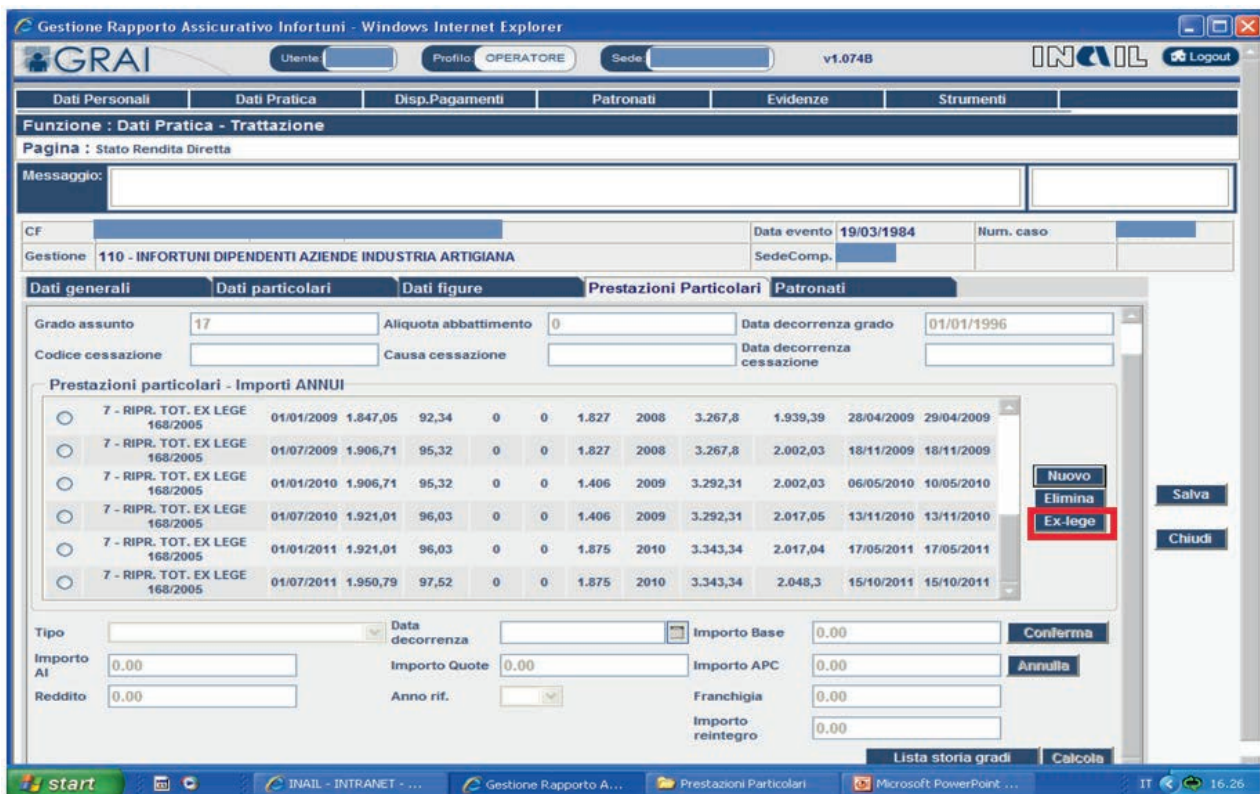 Gestione Rapporto Assicurativo Infortuni - Windows Internet Explorer
GRAI Utente: Profilo: OPERATORE Sede: v1.074B INAIL Logout
Dati Personali Dati Pratica Disp.Pagamenti Patronati Evidenze Strumenti
Funzione : Dati Pratica - Trattazione
Pagina : Stato Rendita Diretta
Messaggio:
CF Data evento 19/03/1984 Num. caso
Gestione 110 - INFORTUNI DIPENDENTI AZIENDE INDUSTRIA ARTIGIANA SedeComp.
Dati generali Dati particolari Dati figure Prestazioni Particolari Patronati
Grado assunto 17 Aliquota abbattimento 0 Data decorrenza grado 01/01/1996
Codice cessazione Causa cessazione Data decorrenza cessazione
Prestazioni particolari - Importi ANNUI
7 - RIPR. TOT. EX LEGE 168/2005 01/01/2009 1.847,05 92,34 0 0 1.827 2008 3.267,8 1.939,39 28/04/2009 29/04/2009
7 - RIPR. TOT. EX LEGE 168/2005 01/07/2009 1.906,71 95,32 0 0 1.827 2008 3.267,8 2.002,03 18/11/2009 18/11/2009
7 - RIPR. TOT. EX LEGE 168/2005 01/01/2010 1.906,71 95,32 0 0 1.406 2009 3.292,31 2.002,03 06/05/2010 10/05/2010
7 - RIPR. TOT. EX LEGE 168/2005 01/07/2010 1.921,01 96,03 0 0 1.406 2009 3.292,31 2.017,05 13/11/2010 13/11/2010
7 - RIPR. TOT. EX LEGE 168/2005 01/01/2011 1.921,01 96,03 0 0 1.875 2010 3.343,34 2.017,04 17/05/2011 17/05/2011
7 - RIPR. TOT. EX LEGE 168/2005 01/07/2011 1.950,79 97,52 0 0 1.875 2010 3.343,34 2.048,3 15/10/2011 15/10/2011
Nuovo
Elimina
Ex-lege
Salva
Chiudi
Tipo Data decorrenza Importo Base 0.00 Conferma
Importo AI 0.00 Importo Quote 0.00 Importo APC 0.00 Annulla
Reddito 0.00 Anno rif. Franchigia 0.00
Importo reintegro 0.00
Lista storia gradi Calcola
start INAIL - INTRANET - ... Gestione Rapporto A... Prestazioni Particolari Microsoft PowerPoint ... IT 16.26